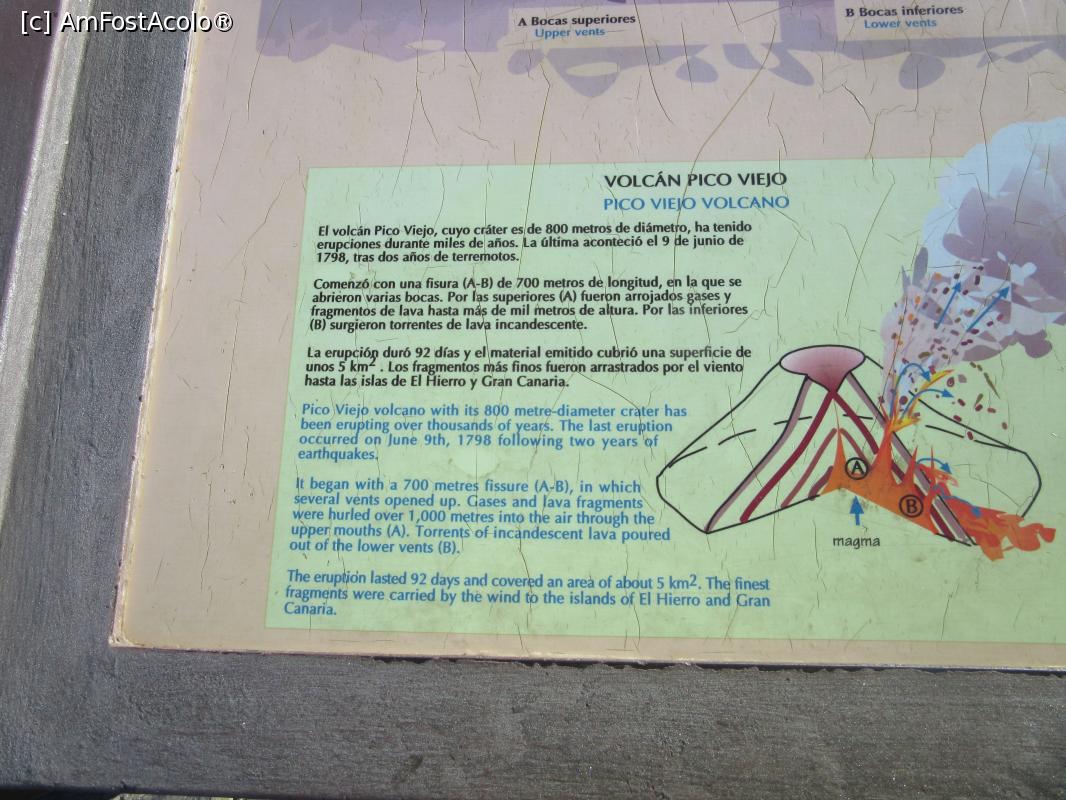 [c] AmFostAcolo®
A Bocas superiores
Upper vents
B Bocas inferiores
Lower vents
VOLCÁN PICO VIEJO
PICO VIEJO VOLCANO
El volcán Pico Viejo, cuyo cráter es de 800 metros de diámetro, ha tenido
erupciones durante miles de años. La última aconteció el 9 de junio de
1798, tras dos años de terremotos.
Comenzó con una fisura (A-B) de 700 metros de longitud, en la que se
abrieron varias bocas. Por las superiores (A) fueron arrojados gases y
fragmentos de lava hasta más de mil metros de altura. Por las inferiores
(B) surgieron torrentes de lava incandescente.
La erupción duró 92 días y el material emitido cubrió una superficie de
unos 5 km2 . Los fragmentos más finos fueron arrastrados por el viento
hasta las islas de El Hierro y Gran Canaria.
Pico Viejo volcano with its 800 metre-diameter crater has
been erupting over thousands of years. The last eruption
occurred on June 9th, 1798 following two years of
earthquakes.
It began with a 700 metres fissure (A-B), in which
several vents opened up. Gases and lava fragments
were hurled over 1,000 metres into the air through the
upper mouths (A). Torrents of incandescent lava poured
out of the lower vents (B).
The eruption lasted 92 days and covered an area of about 5 km2. The finest
fragments were carried by the wind to the islands of El Hierro and Gran
Canaria.
A
B
magma